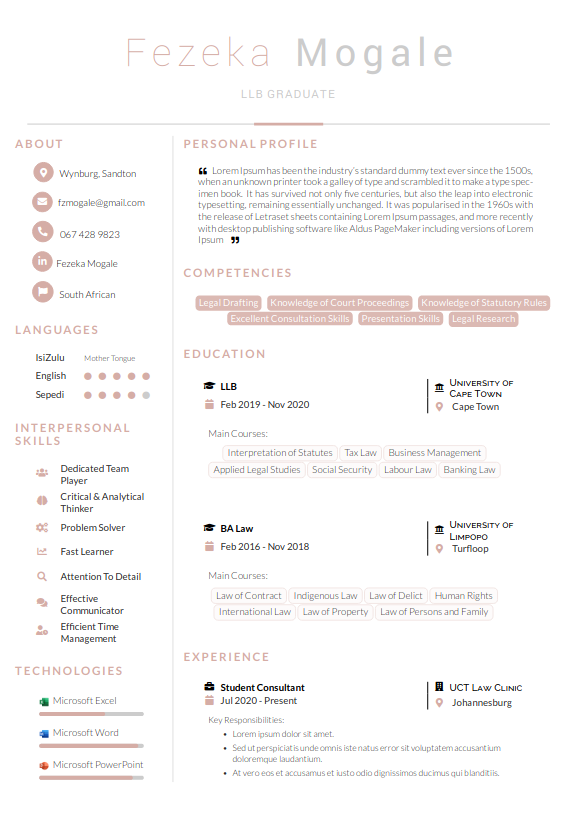 Fezeka Mogale
LLB GRADUATE
ABOUT
Wynburg, Sandton
fzmogale@gmail.com
067 428 9823
Fezeka Mogale
South African
LANGUAGES
IsiZulu Mother Tongue
English
Sepedi
INTERPERSONAL
SKILLS
Dedicated Team
Player
Critical & Analytical
Thinker
Problem Solver
Fast Learner
Attention To Detail
Effective
Communicator
Efficient Time
Management
TECHNOLOGIES
Microsoft Excel
Microsoft Word
Microsoft PowerPoint
PERSONAL PROFILE
“ Lorem Ipsum has been the industry's standard dummy text ever since the 1500s,
when an unknown printer took a galley of type and scrambled it to make a type spec-
imen book. It has survived not only five centuries, but also the leap into electronic
typesetting, remaining essentially unchanged. It was popularised in the 1960s with
the release of Letraset sheets containing Lorem Ipsum passages, and more recently
with desktop publishing software like Aldus PageMaker including versions of Lorem
Ipsum ”
COMPETENCIES
Legal Drafting Knowledge of Court Proceedings Knowledge of Statutory Rules
Excellent Consultation Skills Presentation Skills Legal Research
EDUCATION
LLB
Feb 2019 - Nov 2020
University of
Cape Town
Cape Town
Main Courses:
Interpretation of Statutes Tax Law Business Management
Applied Legal Studies Social Security Labour Law Banking Law
BA Law
Feb 2016 - Nov 2018
University of
Limpopo
Turfloop
Main Courses:
Law of Contract Indigenous Law Law of Delict Human Rights
International Law Law of Property Law of Persons and Family
EXPERIENCE
Student Consultant
Jul 2020 - Present
UCT Law Clinic
Johannesburg
Key Responsibilities:
• Lorem ipsum dolor sit amet.
• Sed ut perspiciatis unde omnis iste natus error sit voluptatem accusantium
doloremque laudantium.
• At vero eos et accusamus et iusto odio dignissimos ducimus qui blanditiis.